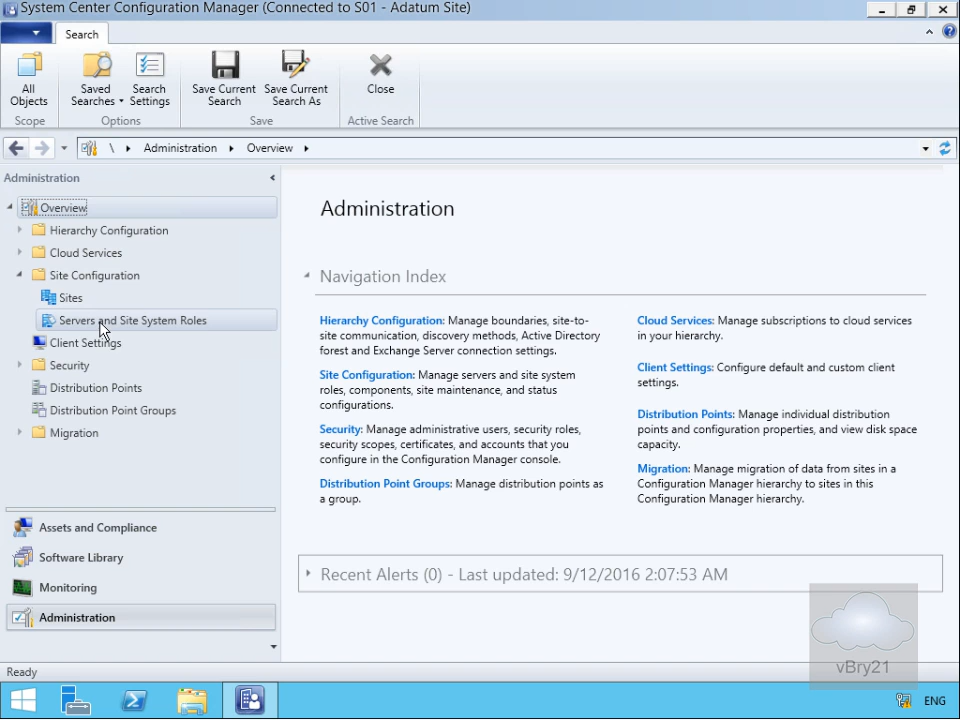 System Center Configuration Manager (Connected to S01 - Adatum Site)
Search
All Objects
Saved Searches
Search Settings
Save Current Search
Save Current Search As
Close
Scope
Options
Save
Active Search
\ Administration Overview
Administration
Overview
Hierarchy Configuration
Cloud Services
Site Configuration
Sites
Servers and Site System Roles
Client Settings
Security
Distribution Points
Distribution Point Groups
Migration
Assets and Compliance
Software Library
Monitoring
Administration
Administration
Navigation Index
Hierarchy Configuration: Manage boundaries, site-to-
site communication, discovery methods, Active Directory
forest and Exchange Server connection settings.
Site Configuration: Manage servers and site system
roles, components, site maintenance, and status
configurations.
Security: Manage administrative users, security roles,
security scopes, certificates, and accounts that you
configure in the Configuration Manager console.
Distribution Point Groups: Manage distribution points as
a group.
Cloud Services: Manage subscriptions to cloud services
in your hierarchy.
Client Settings: Configure default and custom client
settings.
Distribution Points: Manage individual distribution
points and configuration properties, and view disk space
capacity.
Migration: Manage migration of data from sites in a
Configuration Manager hierarchy to sites in this
Configuration Manager hierarchy.
Recent Alerts (0) - Last updated: 9/12/2016 2:07:53 AM
vBry21
Ready
ENG